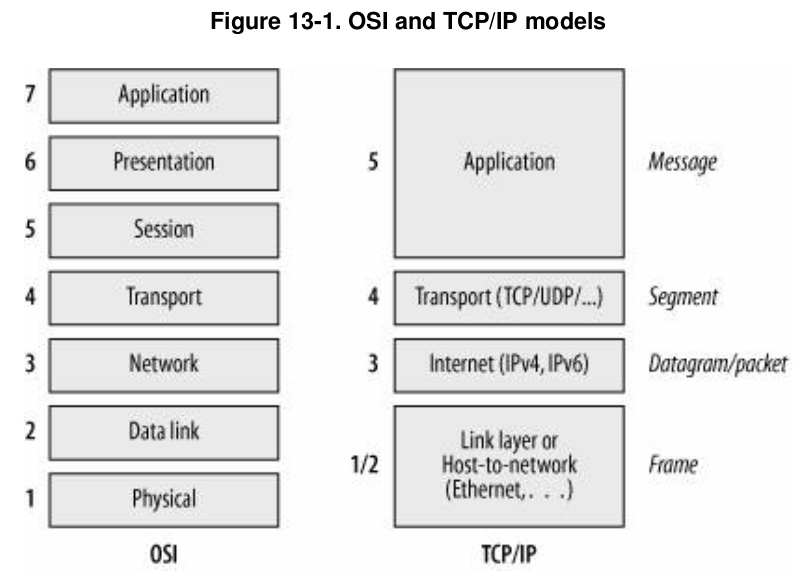 Figure 13-1. OSI and TCP/IP models
7 Application
6 Presentation
5 Session
4 Transport
3 Network
2 Data link
1 Physical
OSI
5 Application Message
4 Transport (TCP/UDP/...) Segment
3 Internet (IPv4, IPv6) Datagram/packet
Link layer or
1/2 Host-to-network Frame
(Ethernet, . . .)
TCP/IP